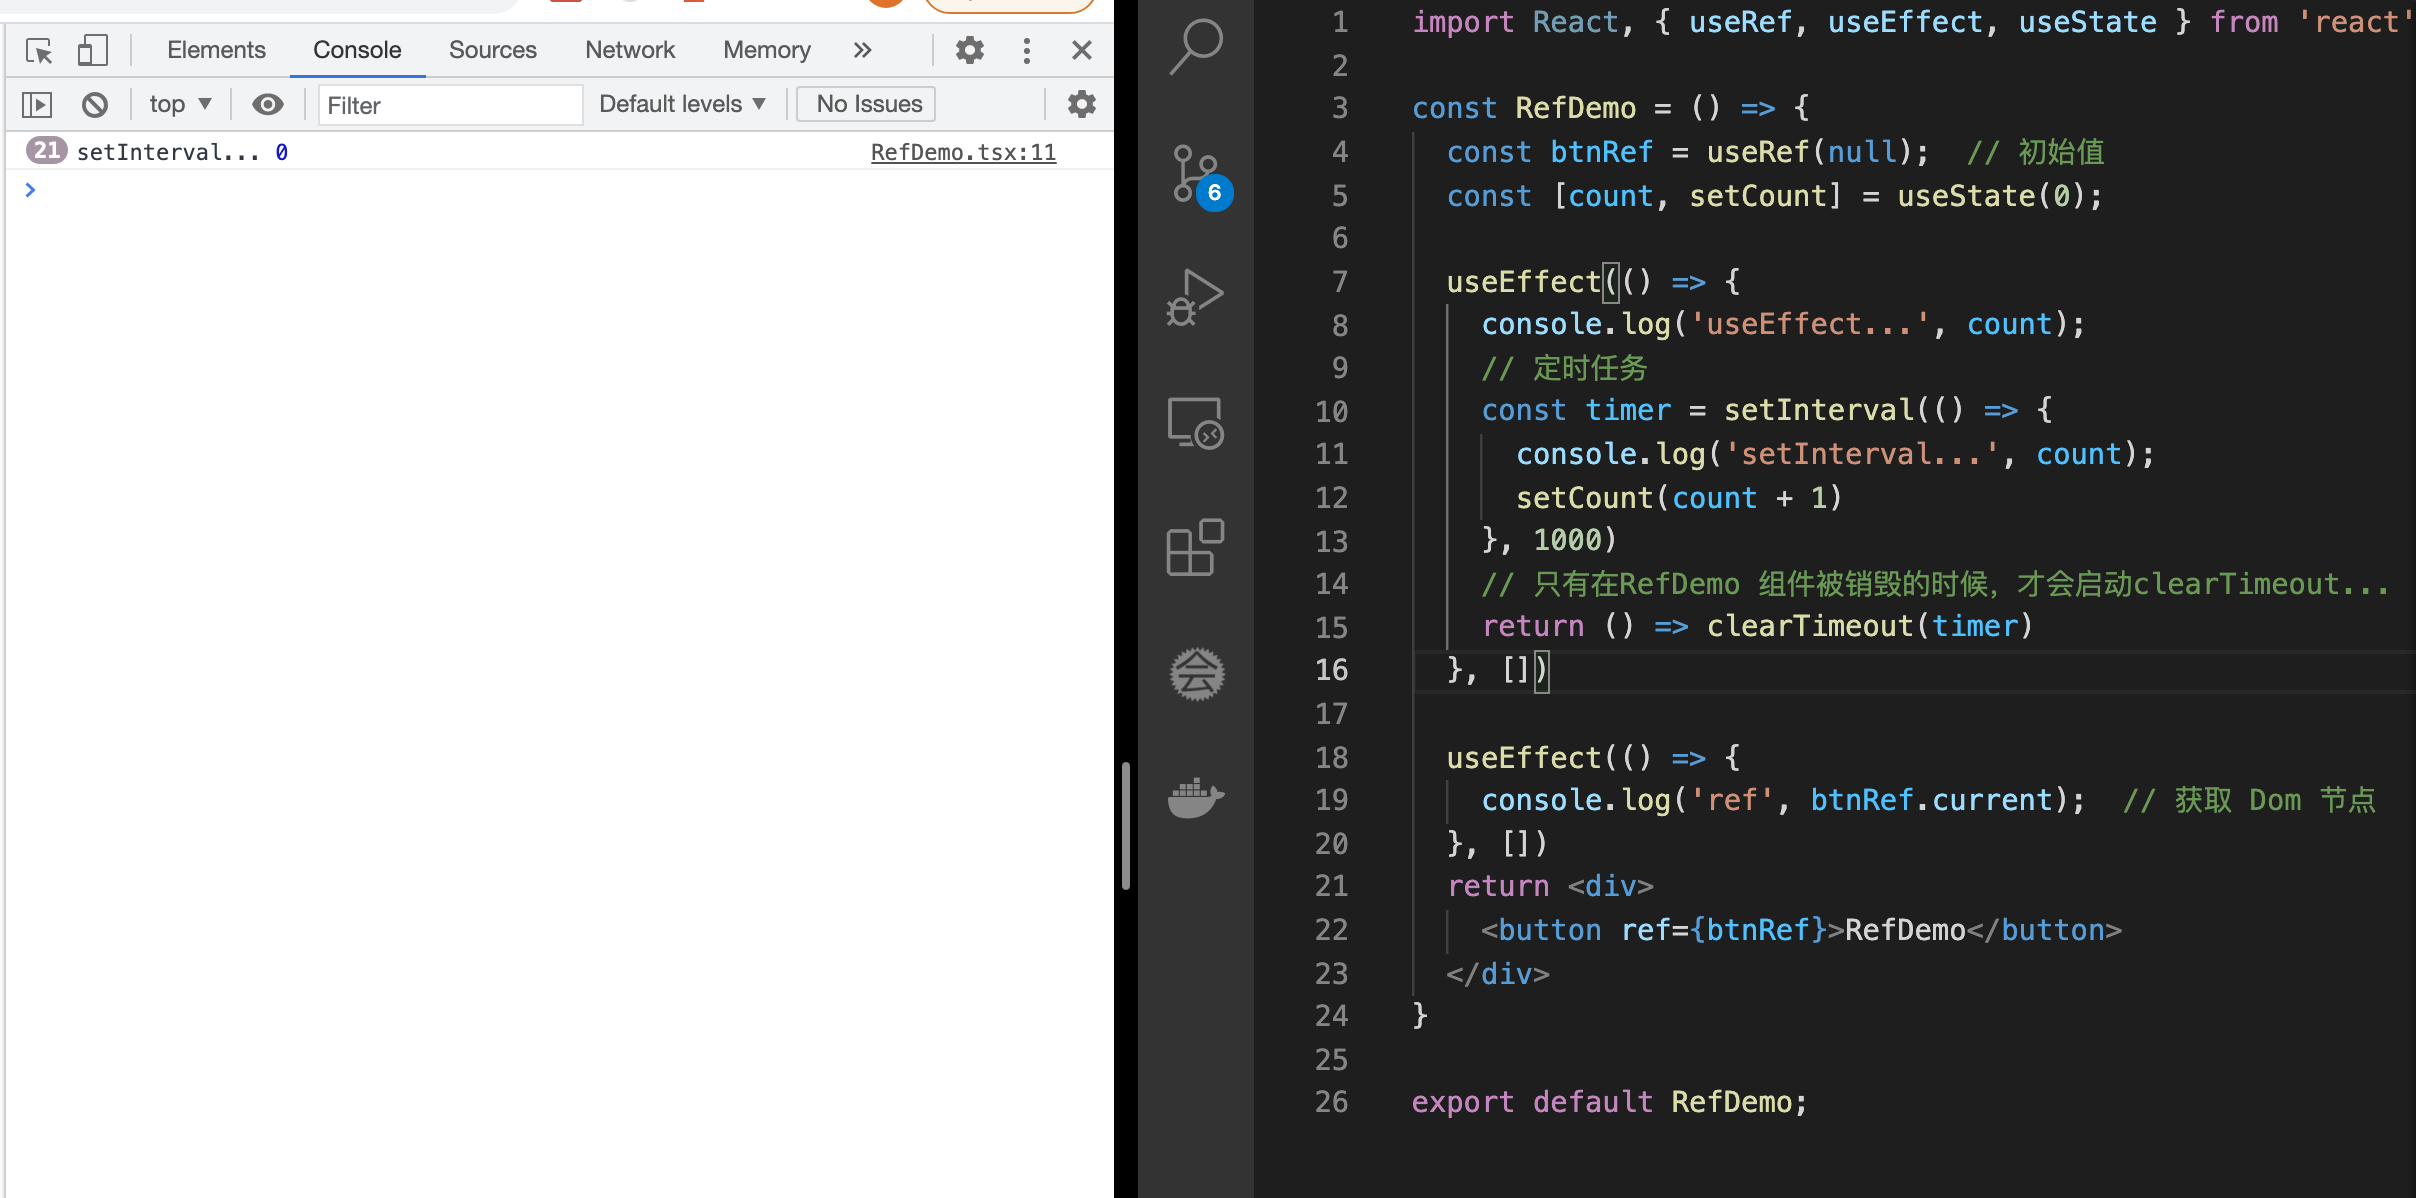 Elements Console Sources Network Memory
top Filter Default levels No Issues
21 setInterval... 0 RefDemo.tsx:11
>
6
会
1 import React, { useRef, useEffect, useState } from 'react'
2
3 const RefDemo = () => {
4 const btnRef = useRef(null);  // 初始值
5 const [count, setCount] = useState(0);
6
7 useEffect(() => {
8 console.log('useEffect...', count);
9 // 定时任务
10 const timer = setInterval(() => {
11 console.log('setInterval...', count);
12 setCount(count + 1)
13 }, 1000)
14 // 只有在RefDemo 组件被销毁的时候，才会启动clearTimeout...
15 return () => clearTimeout(timer)
16 }, [])
17
18 useEffect(() => {
19 console.log('ref', btnRef.current);  // 获取 Dom 节点
20 }, [])
21 return <div>
22 <button ref={btnRef}>RefDemo</button>
23 </div>
24 }
25
26 export default RefDemo;